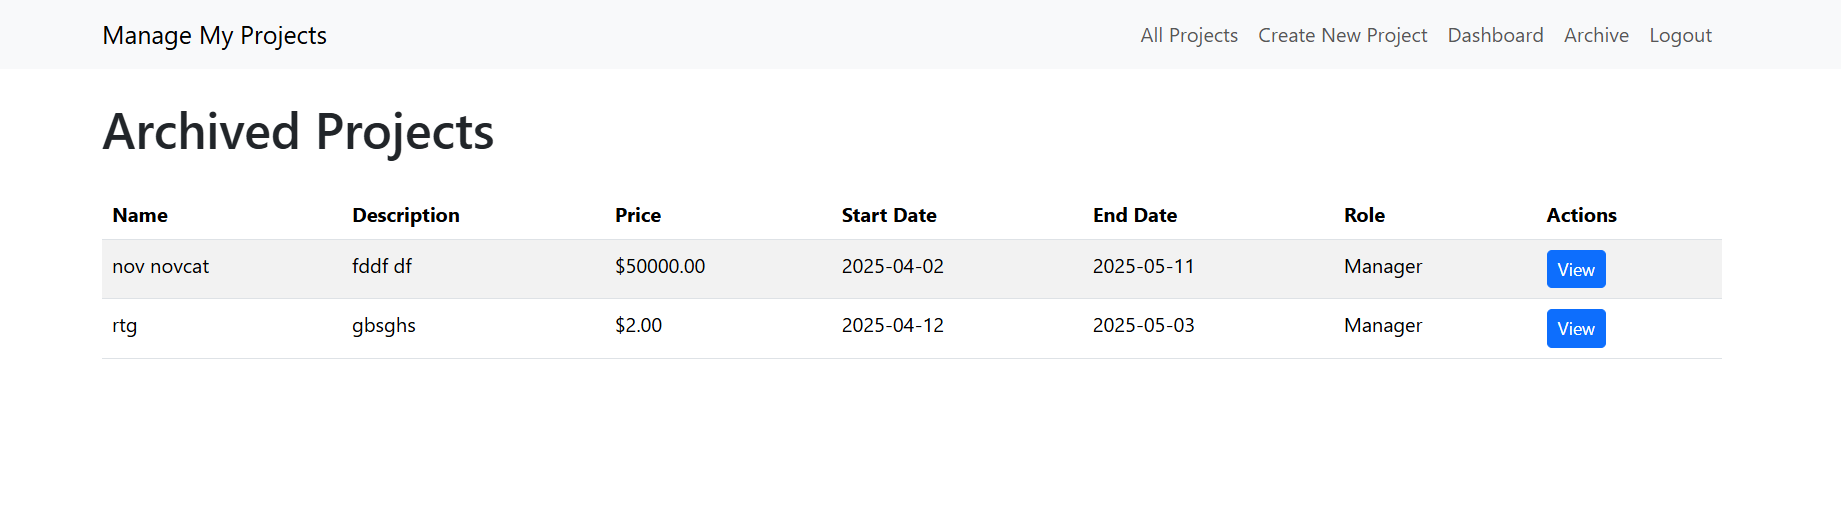 Manage My Projects All Projects Create New Project Dashboard Archive Logout
Archived Projects
Name Description Price Start Date End Date Role Actions
nov novcat fddf df $50000.00 2025-04-02 2025-05-11 Manager View
rtg gbsghs $2.00 2025-04-12 2025-05-03 Manager View